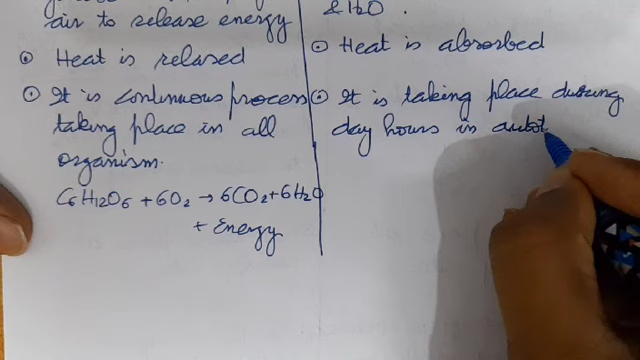 air to release energy
• Heat is relased
• It is continuous process
taking place in all
organism.
C6H12O6 + 6O2 → 6CO2 + 6H2O
+ Energy
& H2O.
• Heat is absorbed
• It is taking place during
day hours in autot